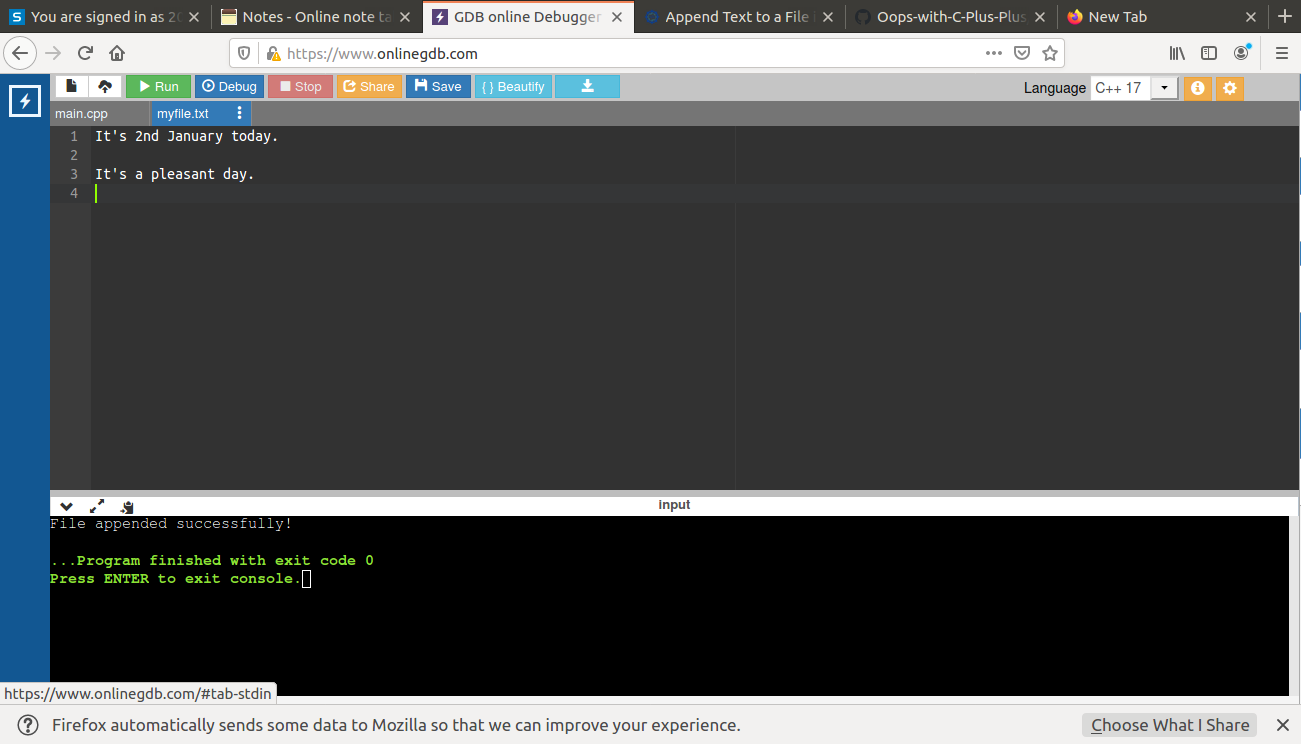 You are signed in as 20
Notes - Online note ta
GDB online Debugger
Append Text to a File
Oops-with-C-Plus-Plus
New Tab
https://www.onlinegdb.com
Run
Debug
Stop
Share
Save
{ } Beautify
Language C++ 17
main.cpp
myfile.txt
1 It's 2nd January today.
2
3 It's a pleasant day.
4
input
File appended successfully!
...Program finished with exit code 0
Press ENTER to exit console.
https://www.onlinegdb.com/#tab-stdin
Firefox automatically sends some data to Mozilla so that we can improve your experience.
Choose What I Share